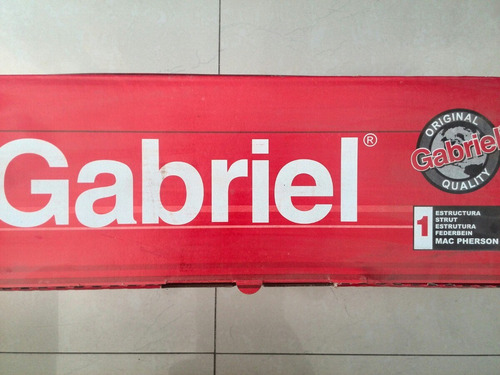 Gabriel®
ORIGINAL
Gabriel
QUALITY
1
ESTRUCTURA
STRUT
ESTRUTURA
FEDERBEIN
MAC PHERSON